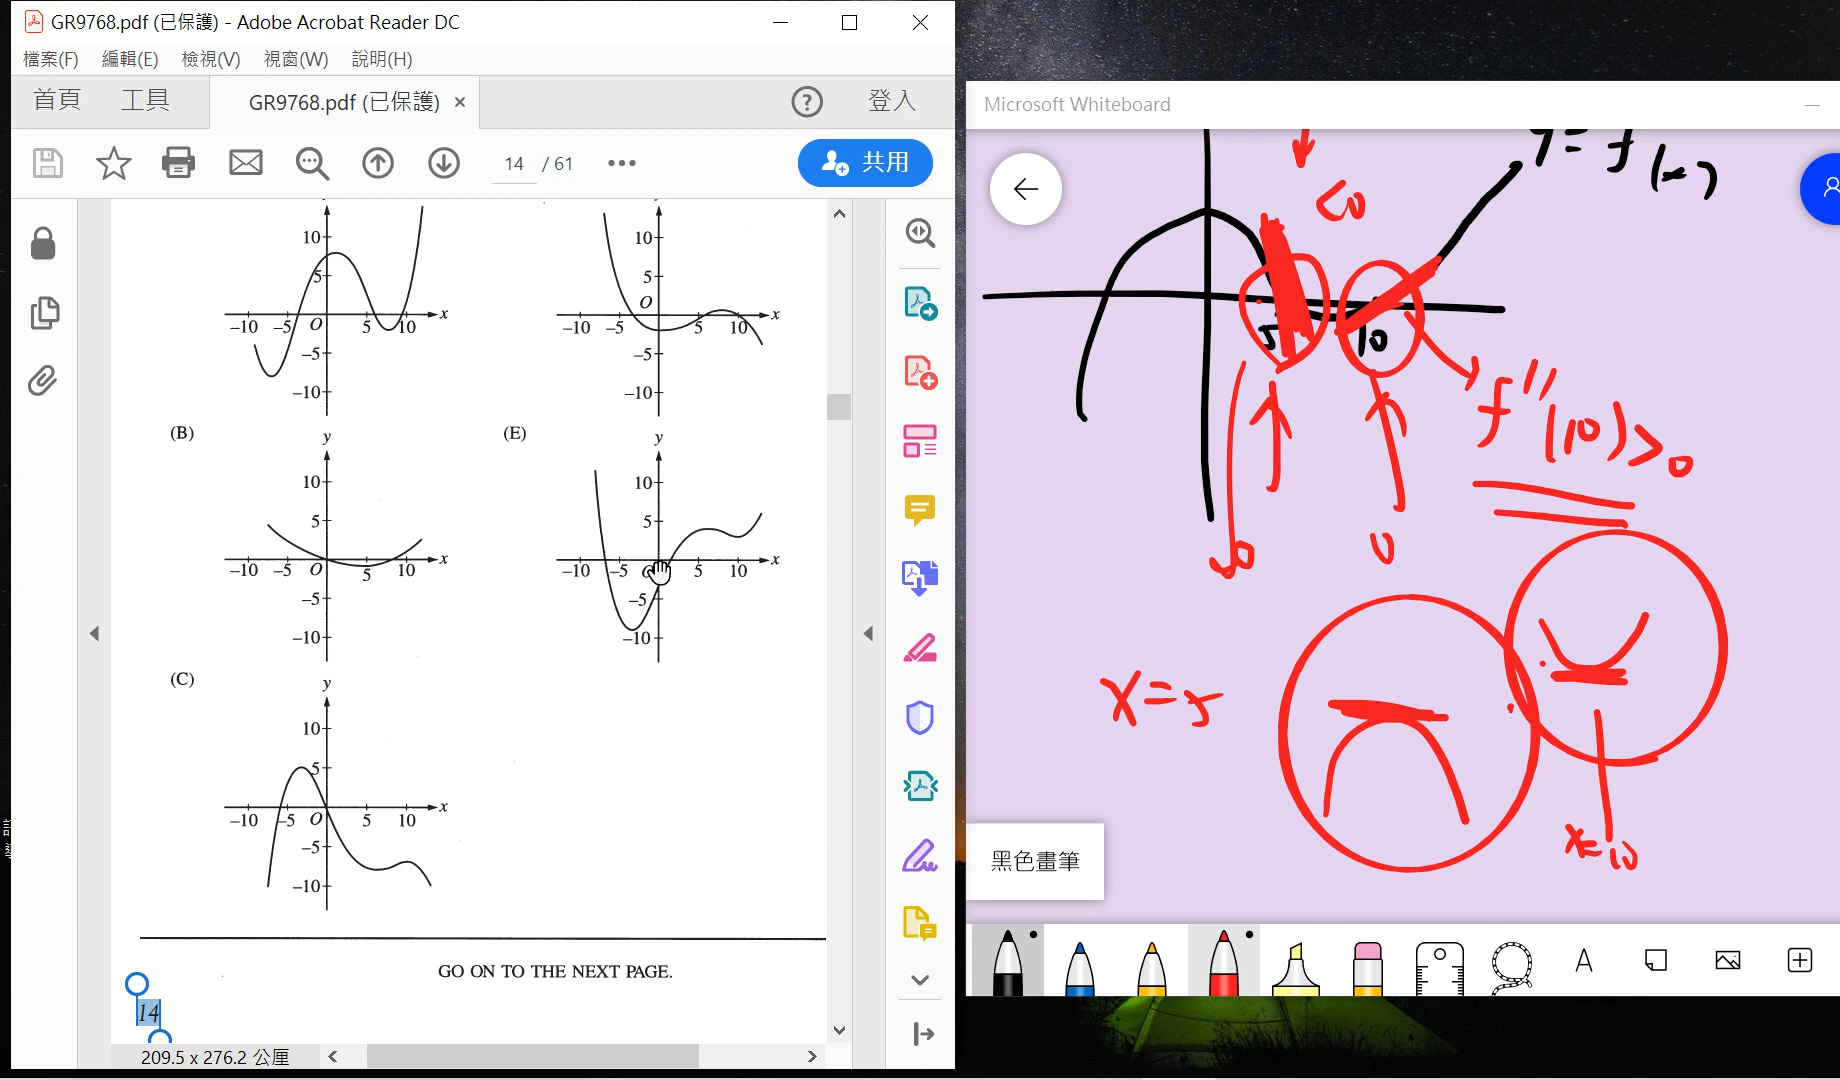 GR9768.pdf (已保護) - Adobe Acrobat Reader DC
檔案(F) 編輯(E) 檢視(V) 視窗(W) 說明(H)
首頁 工具 GR9768.pdf (已保護) × ? 登入
14 / 61 ••• 共用
10 5 -5 -10
-10 -5 O 5 10 x
10 5 O -5 -10
-10 -5 5 10 x
(B)
y
10 5 -5 -10
-10 -5 O 5 10 x
(E)
y
10 5 -5 -10
-10 -5 5 10 x
(C)
y
10 5 -5 -10
-10 -5 O 5 10 x
GO ON TO THE NEXT PAGE.
14
209.5 x 276.2 公厘
Microsoft Whiteboard
y = f(x)
<0
5 10
f''(10)>0
0 0
x=5
x=10
黑色畫筆
A